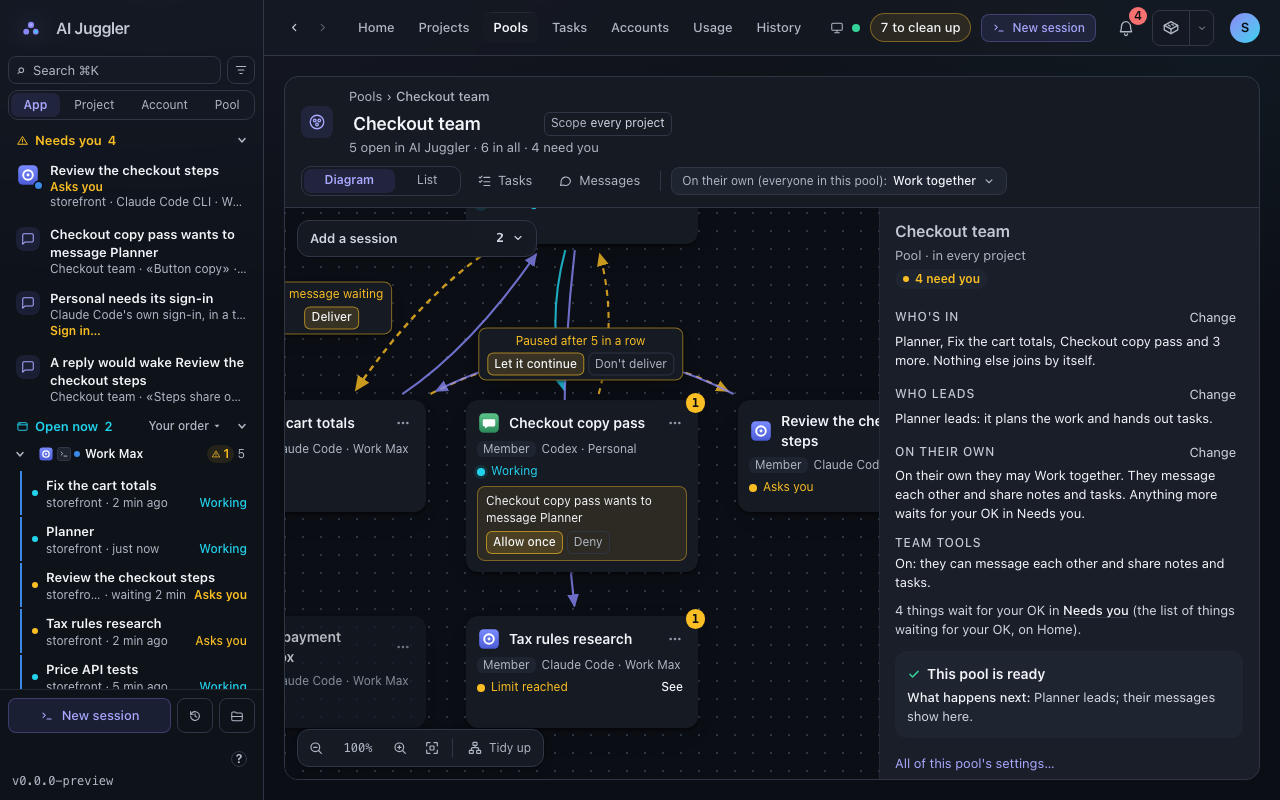 AI Juggler
Search ⌘K
App Project Account Pool
Needs you 4
Review the checkout steps
Asks you
storefront · Claude Code CLI · W...
Checkout copy pass wants to
message Planner
Checkout team · «Button copy» ·...
Personal needs its sign-in
Claude Code's own sign-in, in a t...
Sign in...
A reply would wake Review the
checkout steps
Checkout team · «Steps share o...
Open now 2 Your order
Work Max 1 5
Fix the cart totals
storefront · 2 min ago Working
Planner
storefront · just now Working
Review the checkout steps
storefro... · waiting 2 min Asks you
Tax rules research
storefront · 2 min ago Asks you
Price API tests
storefront · 5 min ago Working
New session
?
v0.0.0-preview
Home Projects Pools Tasks Accounts Usage History
7 to clean up
New session
4
S
Pools › Checkout team
Checkout team
Scope every project
5 open in AI Juggler · 6 in all · 4 need you
Diagram List Tasks Messages
On their own (everyone in this pool): Work together
Add a session 2
message waiting
Deliver
Paused after 5 in a row
Let it continue Don't deliver
cart totals
aude Code · Work Max
1
Checkout copy pass
Member Codex · Personal
Working
Checkout copy pass wants to
message Planner
Allow once Deny
Review the che
steps
Member Claude Cod
Asks you
payment
ox
aude Code · Work Max
1
Tax rules research
Member Claude Code · Work Max
Limit reached See
100% Tidy up
Checkout team
Pool · in every project
4 need you
WHO'S IN Change
Planner, Fix the cart totals, Checkout copy pass and 3
more. Nothing else joins by itself.
WHO LEADS Change
Planner leads: it plans the work and hands out tasks.
ON THEIR OWN Change
On their own they may Work together. They message
each other and share notes and tasks. Anything more
waits for your OK in Needs you.
TEAM TOOLS
On: they can message each other and share notes and
tasks.
4 things wait for your OK in Needs you (the list of things
waiting for your OK, on Home).
This pool is ready
What happens next: Planner leads; their messages
show here.
All of this pool's settings...